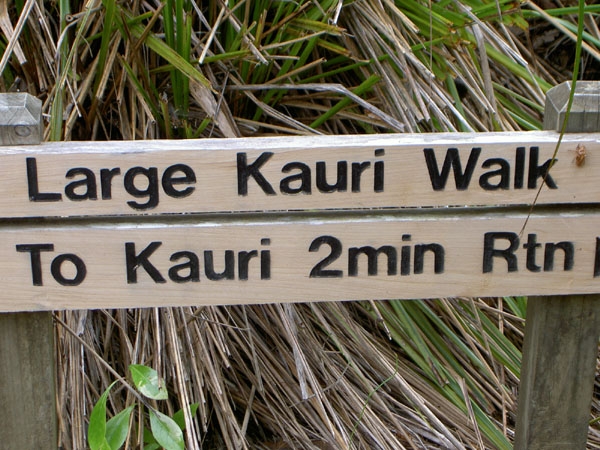 Large Kauri Walk
To Kauri 2min Rtn